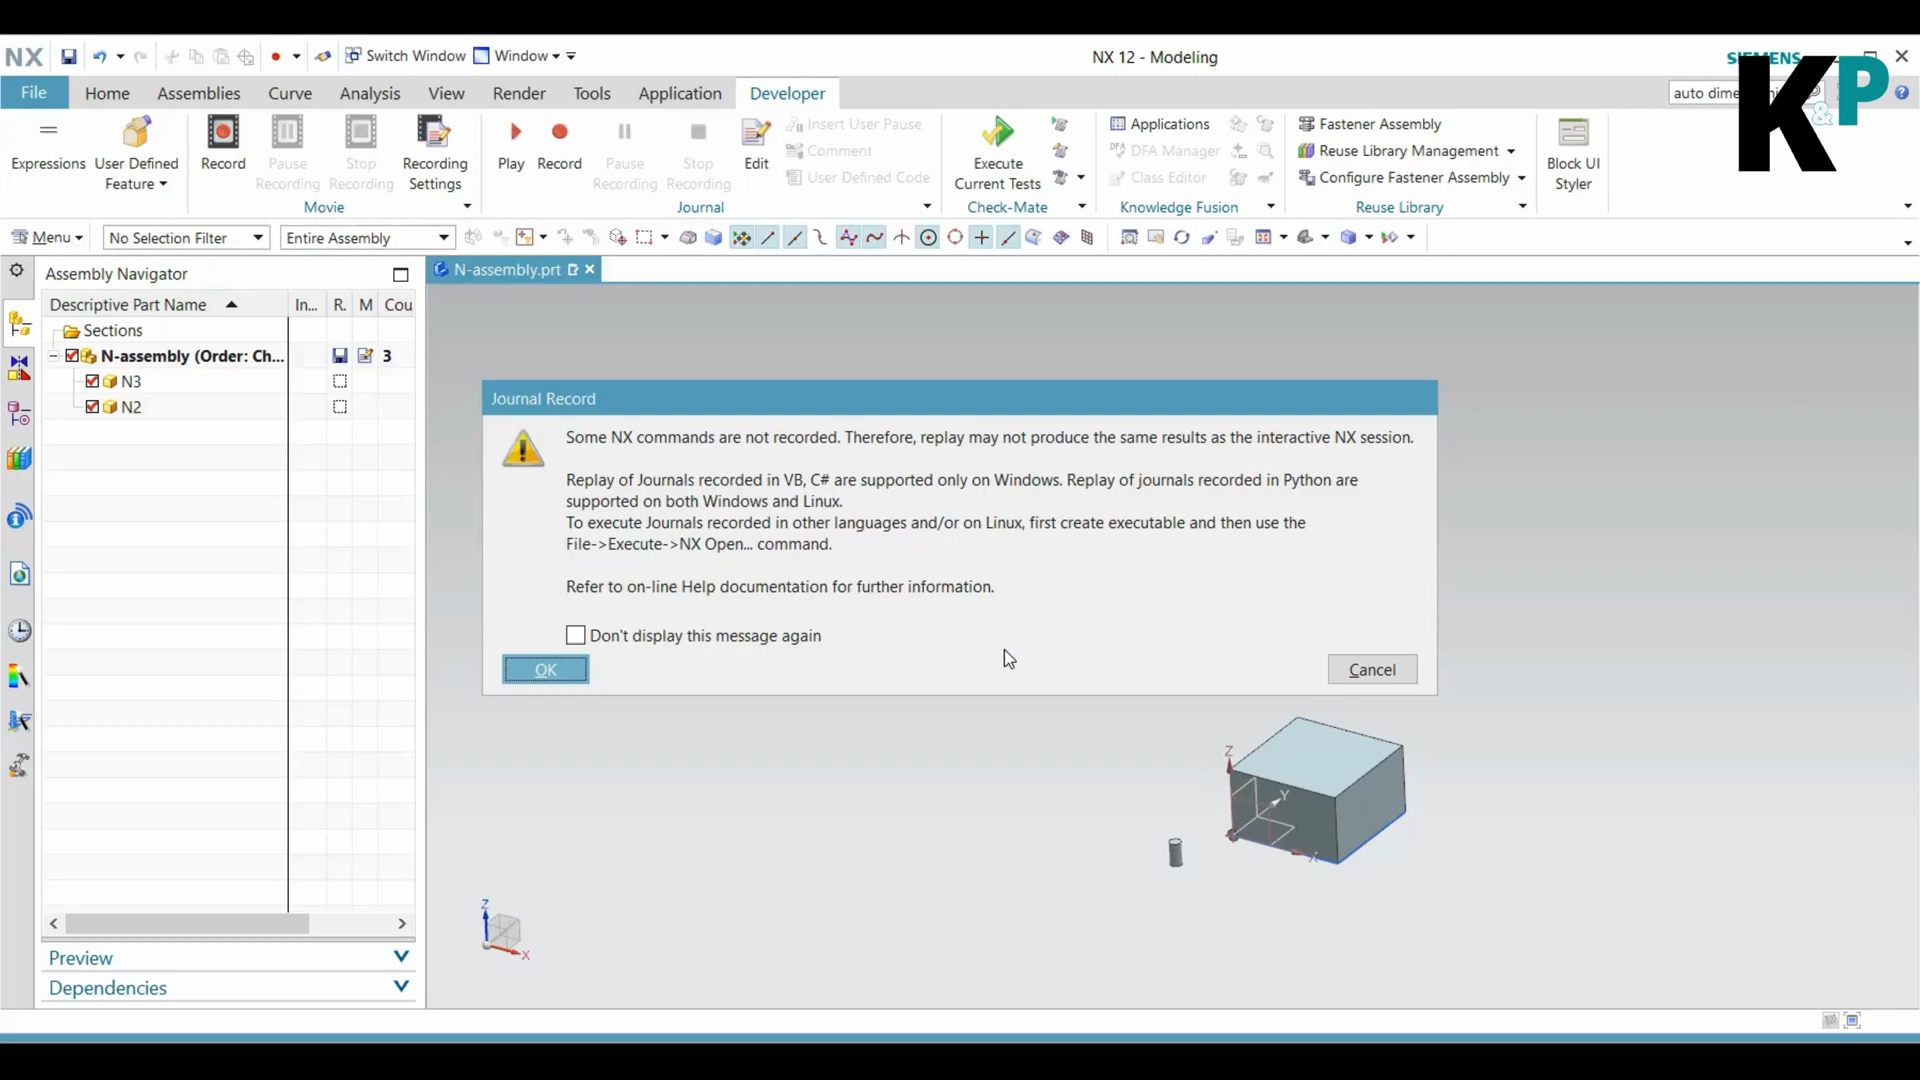 NX
Switch Window
Window
NX 12 - Modeling
SIEMENS
K&P
File
Home
Assemblies
Curve
Analysis
View
Render
Tools
Application
Developer
auto dime
Expressions
User Defined
Feature
Record
Pause
Recording
Stop
Recording
Recording
Settings
Movie
Play
Record
Pause
Recording
Stop
Recording
Edit
Insert User Pause
Comment
User Defined Code
Journal
Execute
Current Tests
Check-Mate
Applications
DFA Manager
Class Editor
Knowledge Fusion
Fastener Assembly
Reuse Library Management
Configure Fastener Assembly
Reuse Library
Block UI
Styler
Menu
No Selection Filter
Entire Assembly
Assembly Navigator
N-assembly.prt
Descriptive Part Name In... R. M Cou
Sections
N-assembly (Order: Ch... 3
N3
N2
Journal Record
Some NX commands are not recorded. Therefore, replay may not produce the same results as the interactive NX session.
Replay of Journals recorded in VB, C# are supported only on Windows. Replay of journals recorded in Python are
supported on both Windows and Linux.
To execute Journals recorded in other languages and/or on Linux, first create executable and then use the
File->Execute->NX Open... command.
Refer to on-line Help documentation for further information.
Don't display this message again
OK
Cancel
Z
Y
X
Z
X
Preview
Dependencies